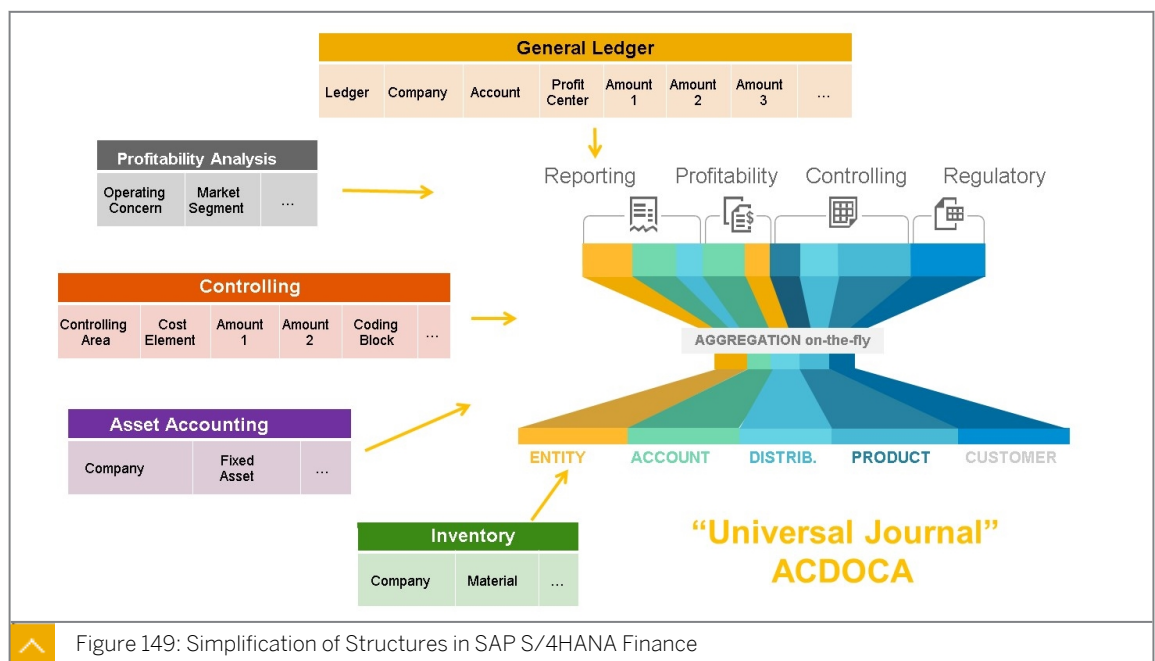 General Ledger
Ledger Company Account Profit Center Amount 1 Amount 2 Amount 3 ...
Profitability Analysis
Operating Concern Market Segment ...
Reporting Profitability Controlling Regulatory
Controlling
Controlling Area Cost Element Amount 1 Amount 2 Coding Block ...
AGGREGATION on-the-fly
Asset Accounting
Company Fixed Asset ...
ENTITY ACCOUNT DISTRIB. PRODUCT CUSTOMER
Inventory
Company Material ...
“Universal Journal”
ACDOCA
Figure 149: Simplification of Structures in SAP S/4HANA Finance